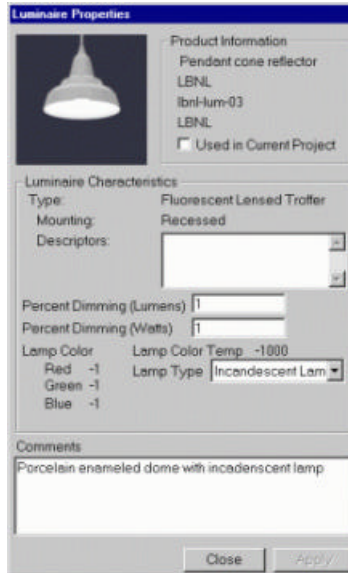 Luminaire Properties
Product Information
Pendant cone reflector
LBNL
lbnl-lum-03
LBNL
Used in Current Project
Luminaire Characteristics
Type: Fluorescent Lensed Troffer
Mounting: Recessed
Descriptors:
Percent Dimming (Lumens) 1
Percent Dimming (Watts) 1
Lamp Color Lamp Color Temp -1000
Red -1 Lamp Type Incandescent Lam
Green -1
Blue -1
Comments
Porcelain enameled dome with incadenscent lamp
Close Apply